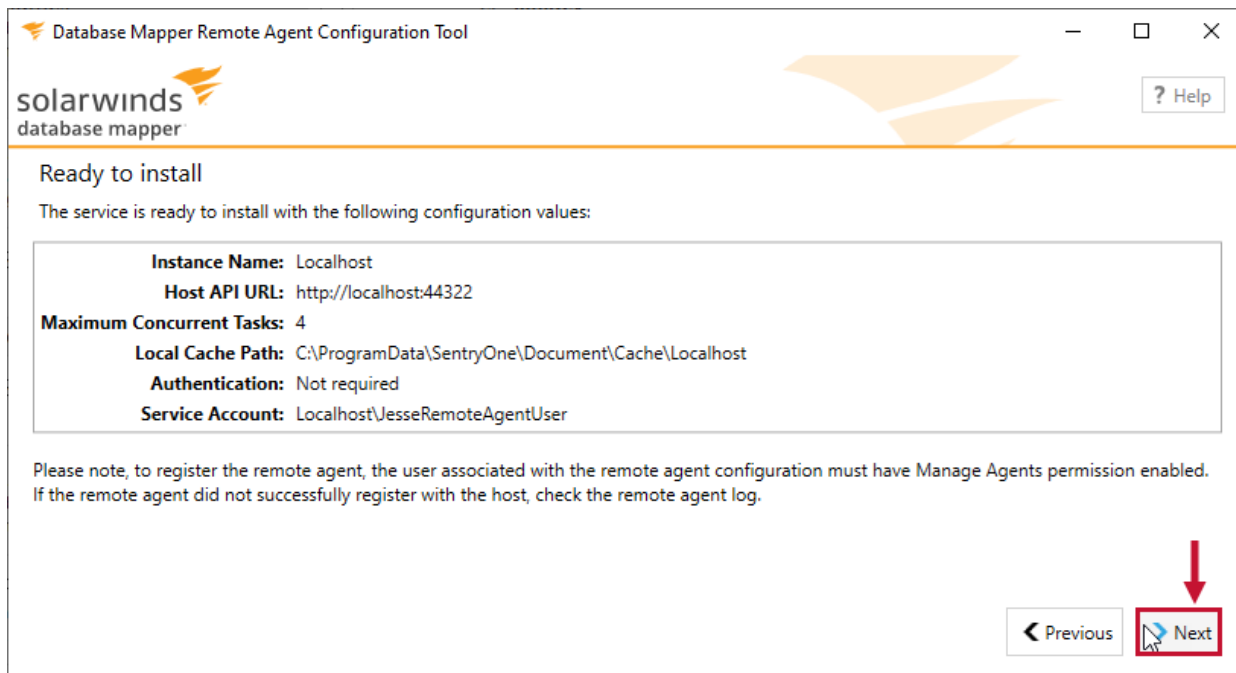 Database Mapper Remote Agent Configuration Tool
solarwinds
database mapper
? Help
Ready to install
The service is ready to install with the following configuration values:
Instance Name: Localhost
Host API URL: http://localhost:44322
Maximum Concurrent Tasks: 4
Local Cache Path: C:\ProgramData\SentryOne\Document\Cache\Localhost
Authentication: Not required
Service Account: Localhost\JesseRemoteAgentUser
Please note, to register the remote agent, the user associated with the remote agent configuration must have Manage Agents permission enabled.
If the remote agent did not successfully register with the host, check the remote agent log.
Previous
Next